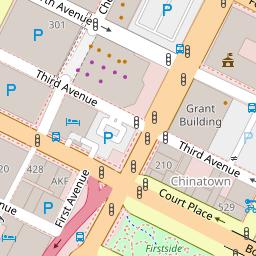 301
Third Avenue
Grant
Building
Third Avenue
210
428
AKF
Chinatown
First Avenue
Court Place
529
Firstside